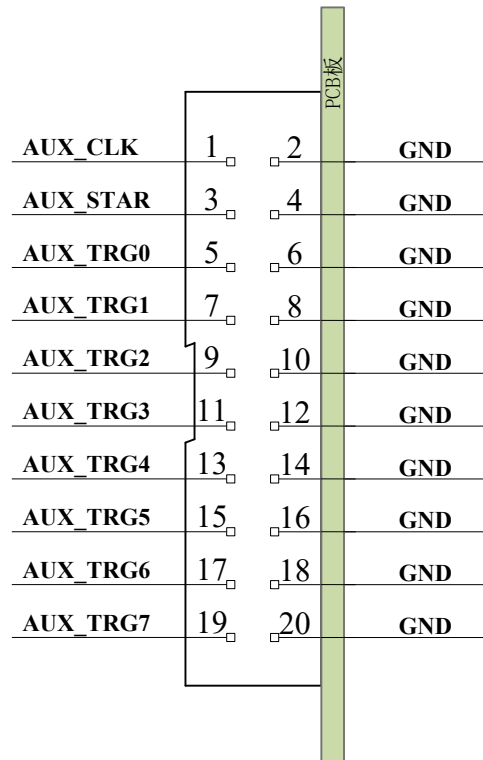 PCB板
AUX_CLK 1 2 GND
AUX_STAR 3 4 GND
AUX_TRG0 5 6 GND
AUX_TRG1 7 8 GND
AUX_TRG2 9 10 GND
AUX_TRG3 11 12 GND
AUX_TRG4 13 14 GND
AUX_TRG5 15 16 GND
AUX_TRG6 17 18 GND
AUX_TRG7 19 20 GND